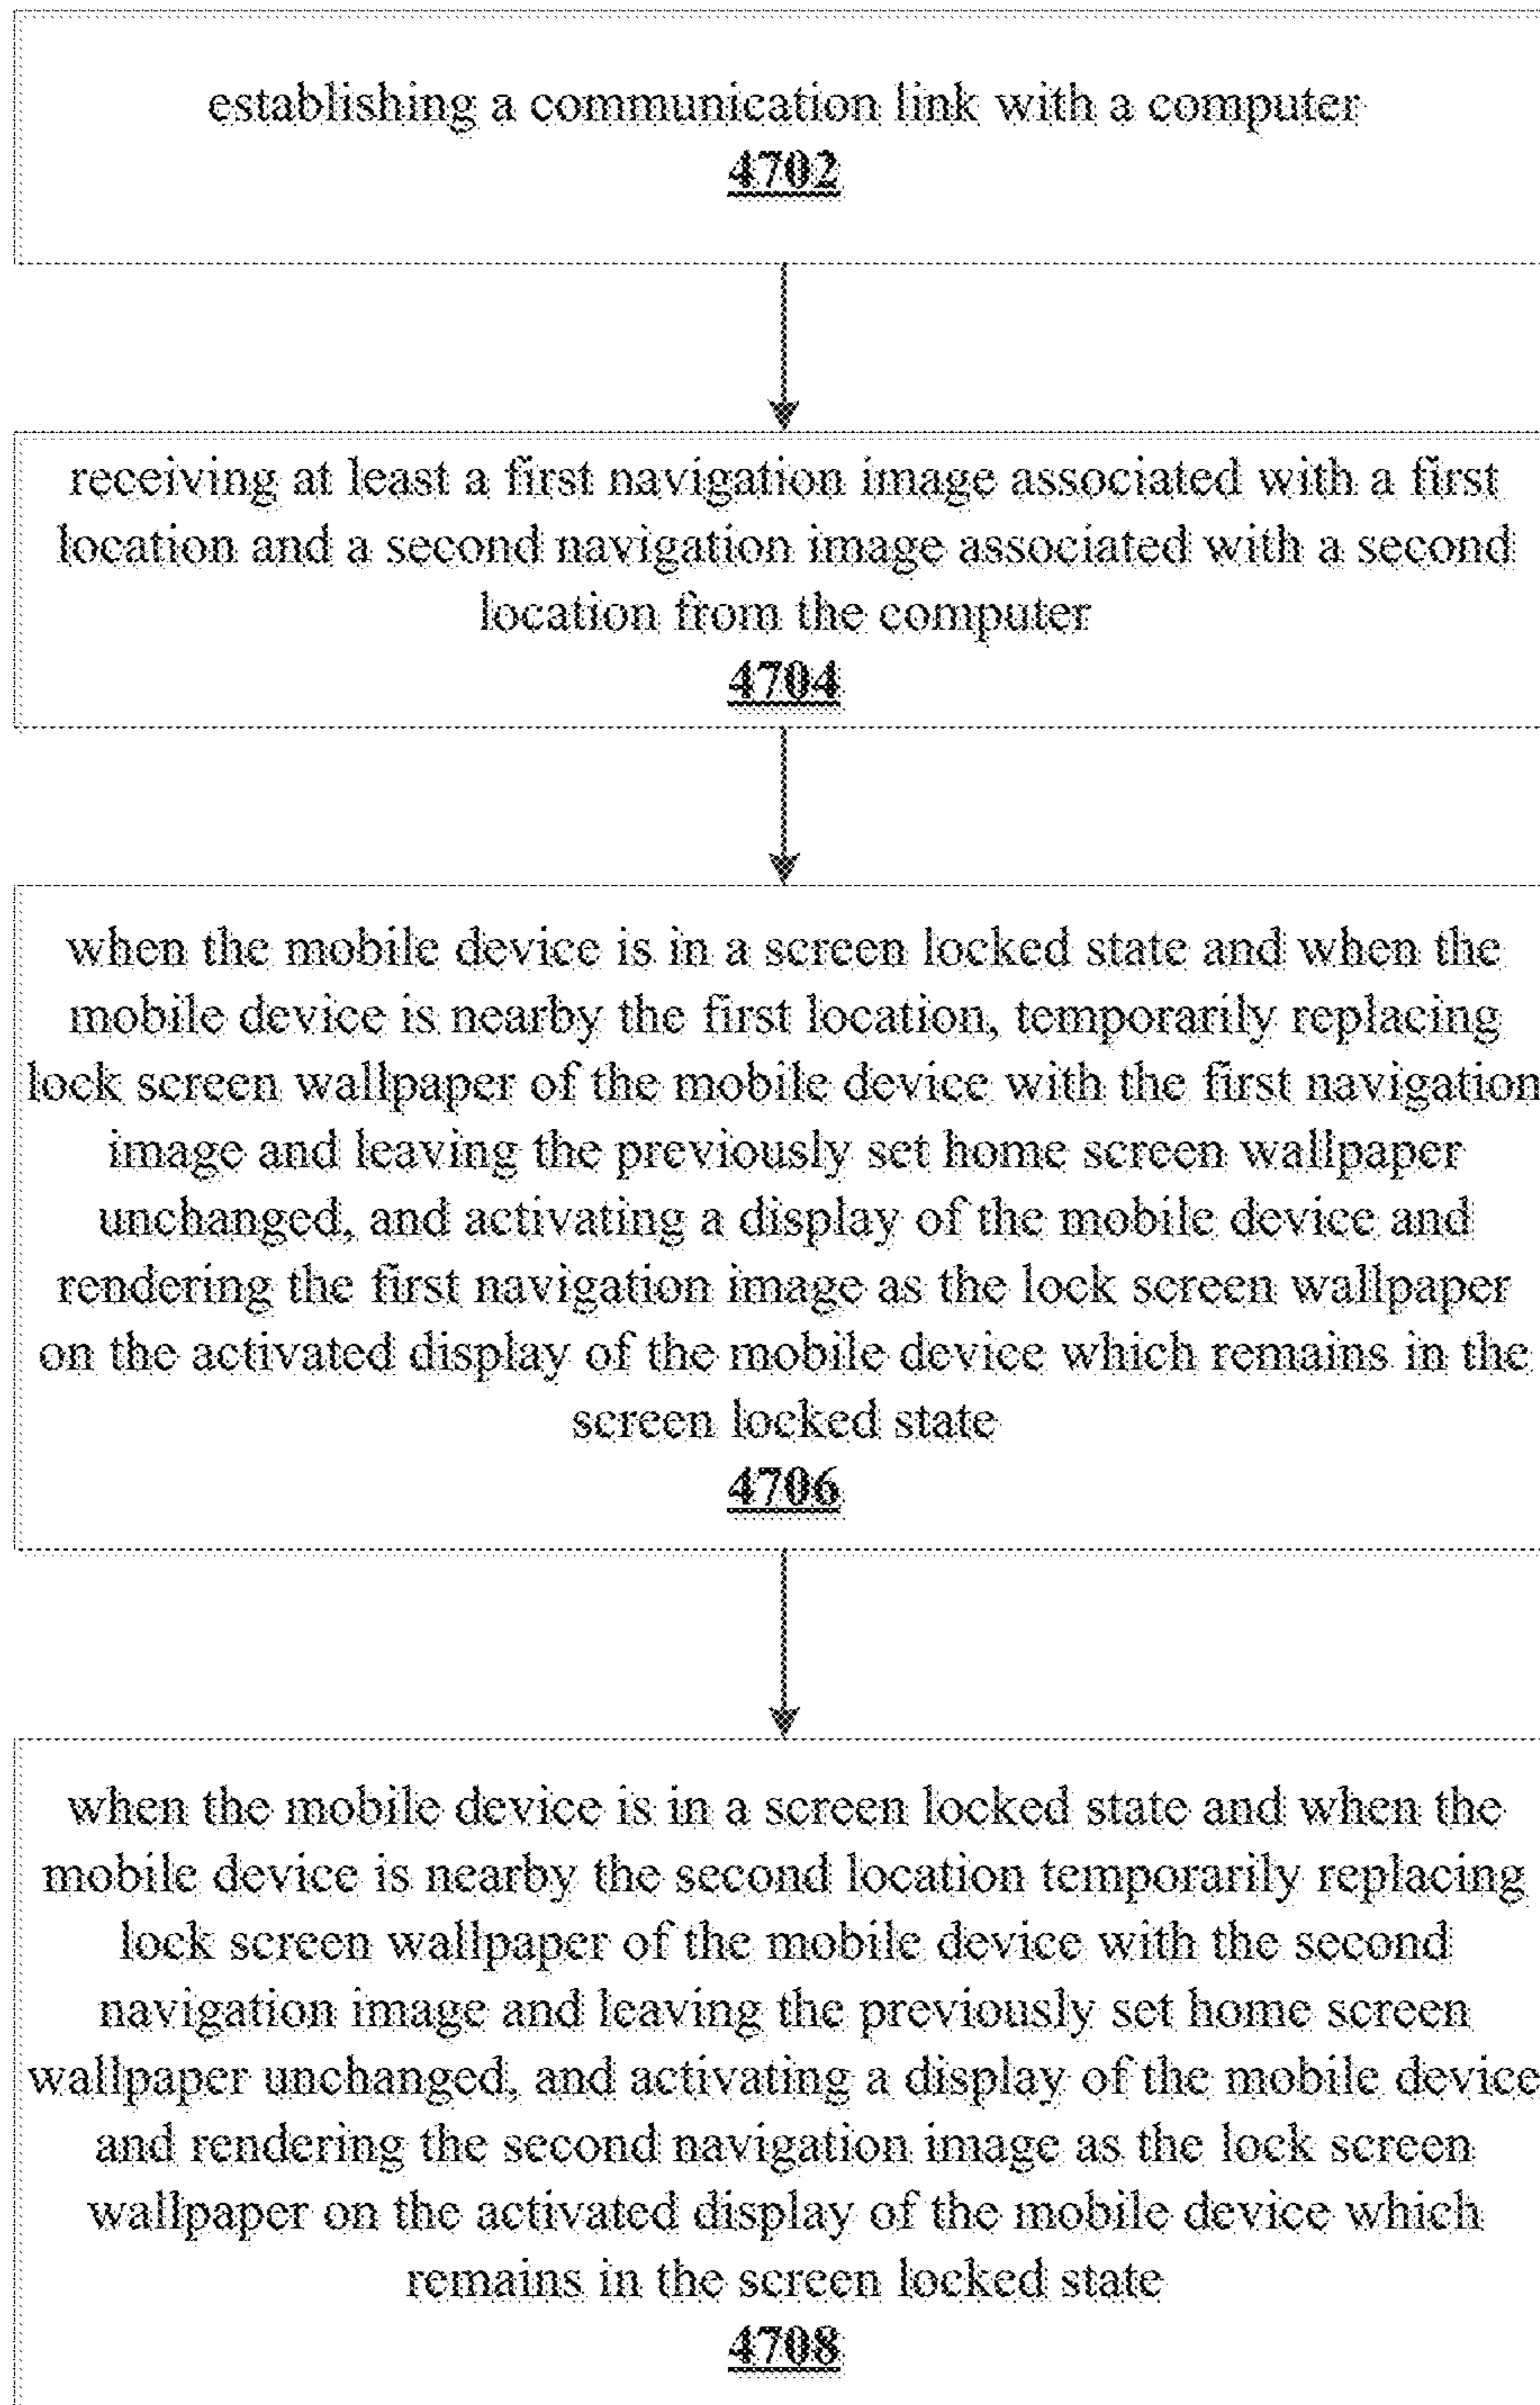 establishing a communication link with a computer
4702
receiving at least a first navigation image associated with a first
location and a second navigation image associated with a second
location from the computer
4704
when the mobile device is in a screen locked state and when the
mobile device is nearby the first location, temporarily replacing
lock screen wallpaper of the mobile device with the first navigation
image and leaving the previously set home screen wallpaper
unchanged, and activating a display of the mobile device and
rendering the first navigation image as the lock screen wallpaper
on the activated display of the mobile device which remains in the
screen locked state
4706
when the mobile device is in a screen locked state and when the
mobile device is nearby the second location temporarily replacing
lock screen wallpaper of the mobile device with the second
navigation image and leaving the previously set home screen
wallpaper unchanged, and activating a display of the mobile device
and rendering the second navigation image as the lock screen
wallpaper on the activated display of the mobile device which
remains in the screen locked state
4708